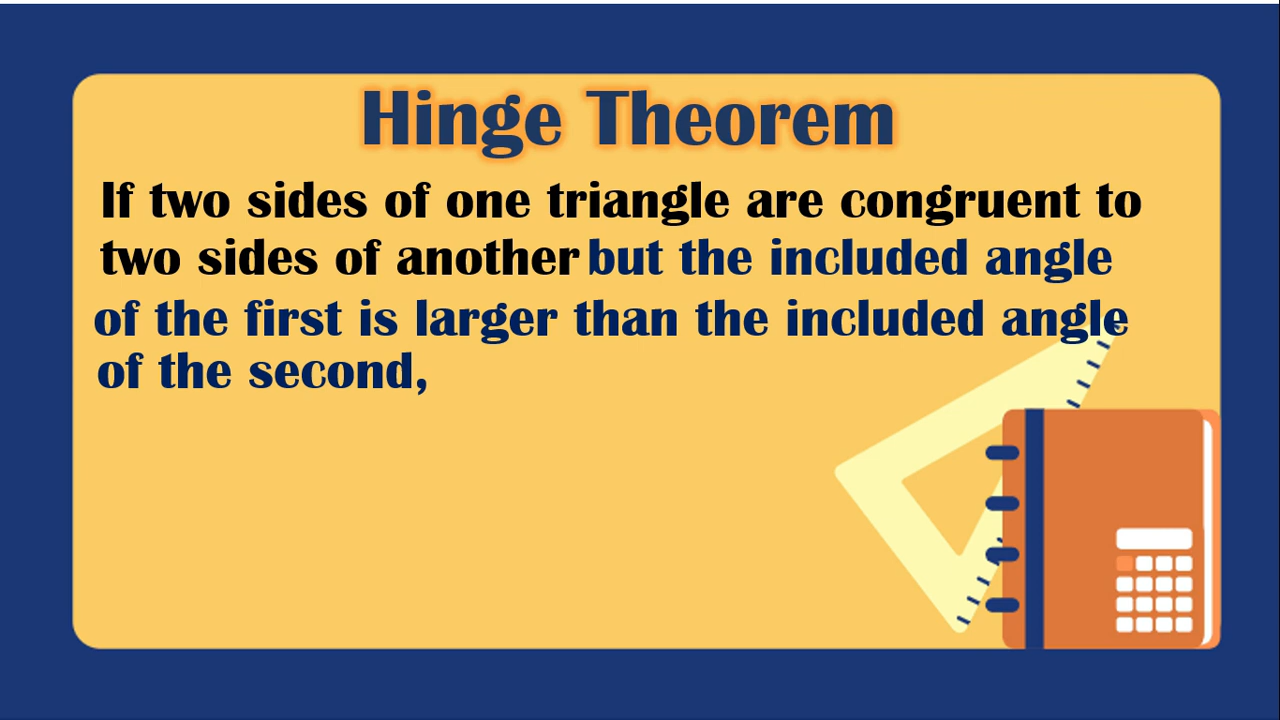 Hinge Theorem
If two sides of one triangle are congruent to
two sides of another but the included angle
of the first is larger than the included angle
of the second,